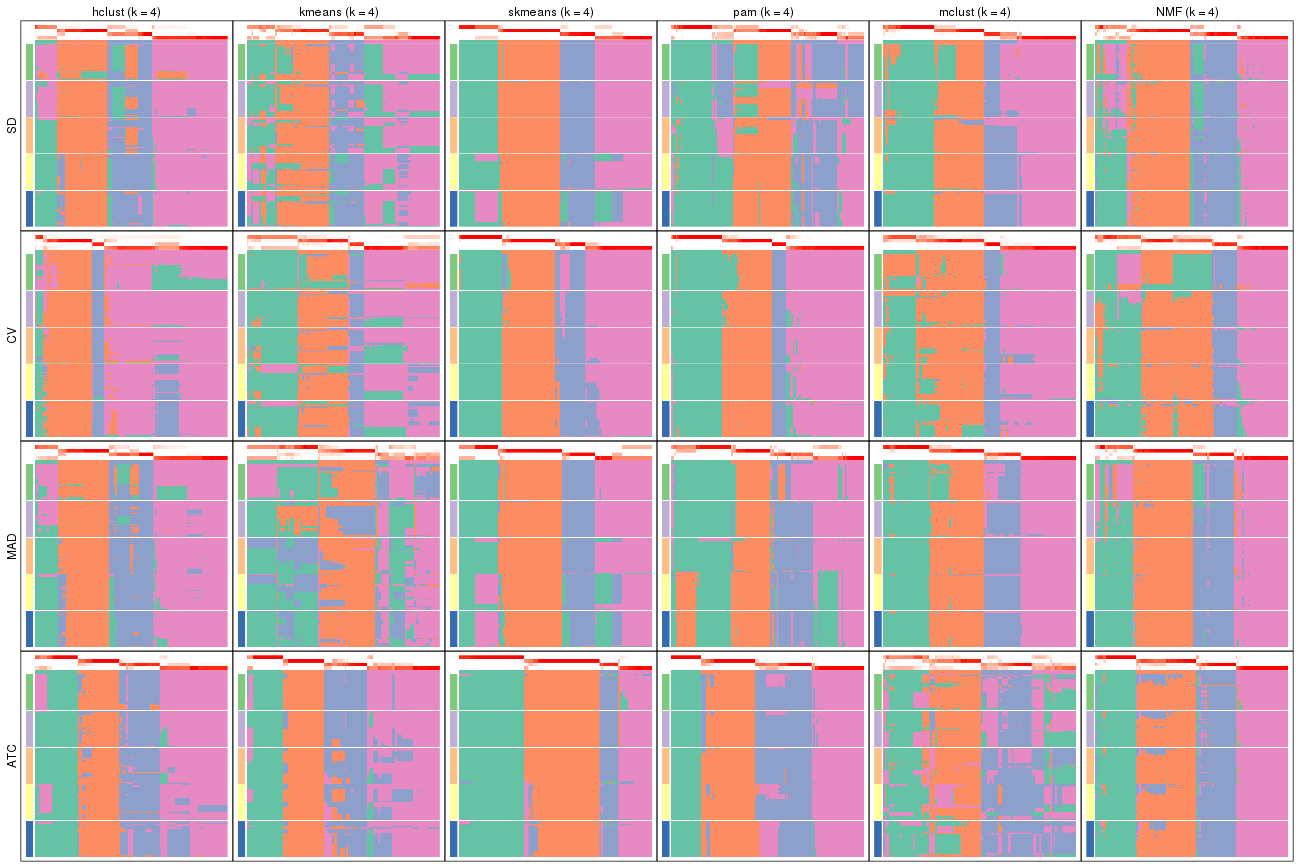 hclust (k = 4) kmeans (k = 4) skmeans (k = 4) pam (k = 4) mclust (k = 4) NMF (k = 4)
SD
CV
MAD
ATC